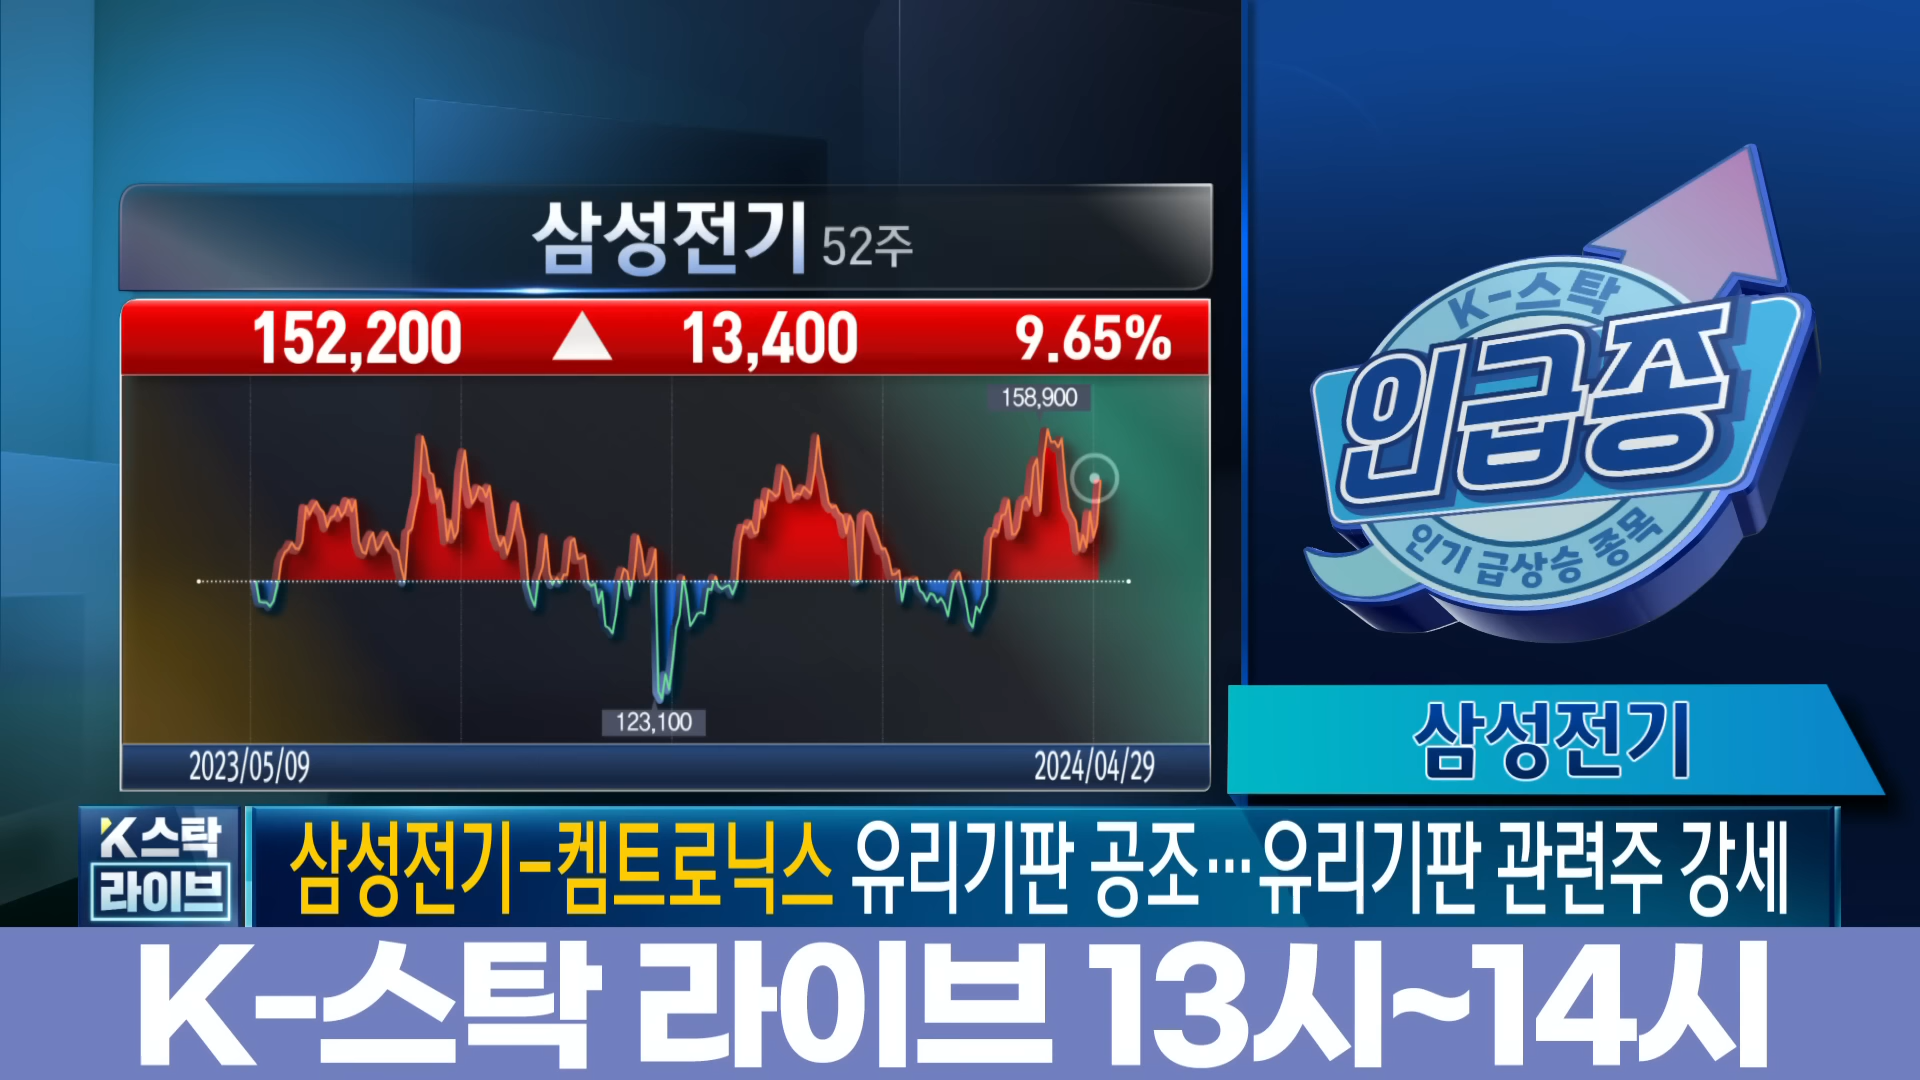 삼성전기 52주
152,200 ▲ 13,400 9.65%
158,900
123,100
2023/05/09 2024/04/29
K-스탁
인급종
인기 급상승 종목
삼성전기
K스탁
라이브
삼성전기-켐트로닉스 유리기판 공조…유리기판 관련주 강세
K-스탁 라이브 13시~14시